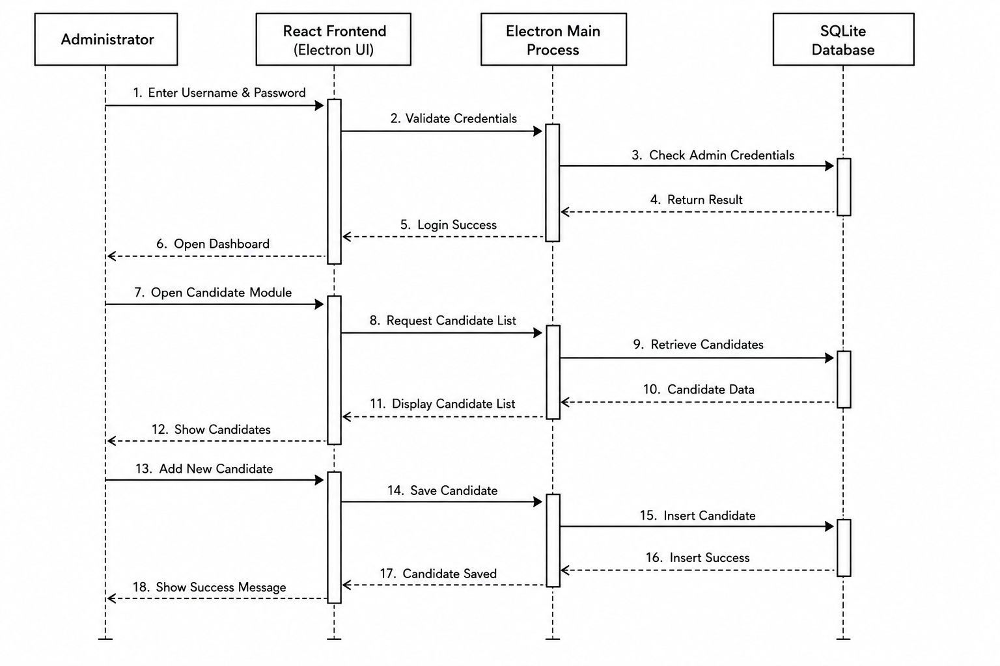 Administrator
React Frontend
(Electron UI)
Electron Main
Process
SQLite
Database
1. Enter Username & Password
2. Validate Credentials
3. Check Admin Credentials
4. Return Result
5. Login Success
6. Open Dashboard
7. Open Candidate Module
8. Request Candidate List
9. Retrieve Candidates
10. Candidate Data
11. Display Candidate List
12. Show Candidates
13. Add New Candidate
14. Save Candidate
15. Insert Candidate
16. Insert Success
17. Candidate Saved
18. Show Success Message